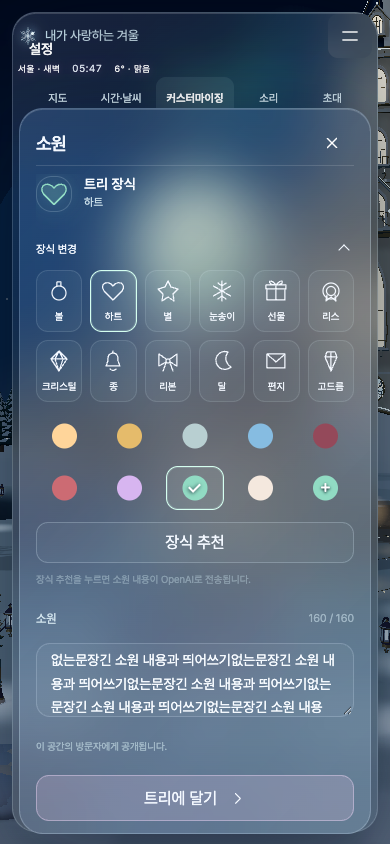 내가 사랑하는 겨울
설정
서울 · 새벽 05:47 6° · 맑음
지도 시간·날씨 커스터마이징 소리 초대
소원
트리 장식
하트
장식 변경
볼 하트 별 눈송이 선물 리스
크리스털 종 리본 달 편지 고드름
장식 추천
장식 추천을 누르면 소원 내용이 OpenAI로 전송됩니다.
소원 160 / 160
없는문장긴 소원 내용과 띄어쓰기없는문장긴 소원 내
용과 띄어쓰기없는문장긴 소원 내용과 띄어쓰기없는
문장긴 소원 내용과 띄어쓰기없는문장긴 소원 내용
이 공간의 방문자에게 공개됩니다.
트리에 달기